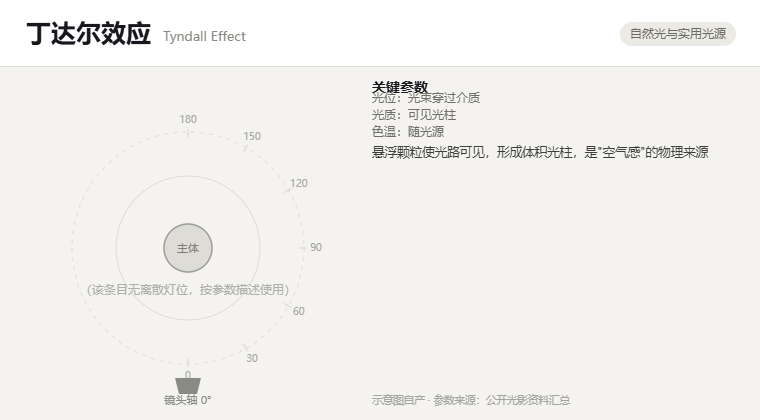 丁达尔效应 Tyndall Effect
自然光与实用光源
关键参数
光位：光束穿过介质
光质：可见光柱
色温：随光源
悬浮颗粒使光路可见，形成体积光柱，是"空气感"的物理来源
180
150
120
90
主体
(该条目无离散灯位，按参数描述使用)
60
30
0
镜头轴 0°
示意图自产 · 参数来源：公开光影资料汇总